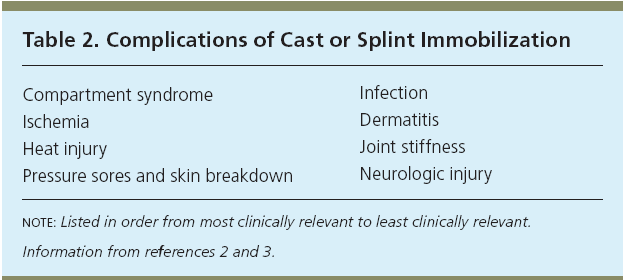 Table 2. Complications of Cast or Splint Immobilization
Compartment syndrome
Ischemia
Heat injury
Pressure sores and skin breakdown
Infection
Dermatitis
Joint stiffness
Neurologic injury
NOTE: Listed in order from most clinically relevant to least clinically relevant.
Information from references 2 and 3.